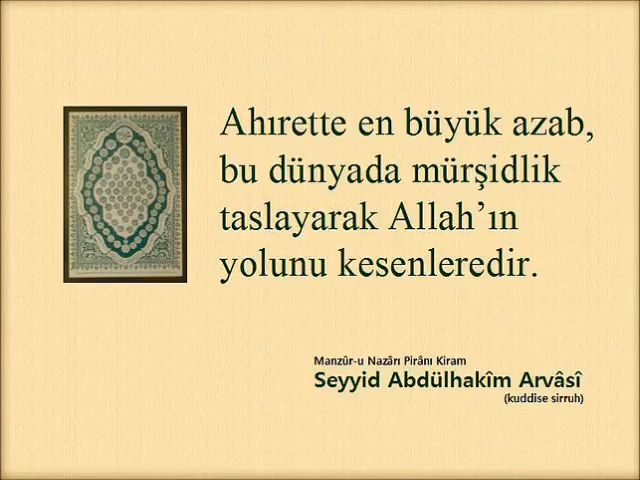 Ahırette en büyük azab,
bu dünyada mürşidlik
taslayarak Allah’ın
yolunu kesenleredir.
Manzûr-u Nazârı Pirânı Kiram
Seyyid Abdülhakîm Arvâsî
(kuddise sirruh)